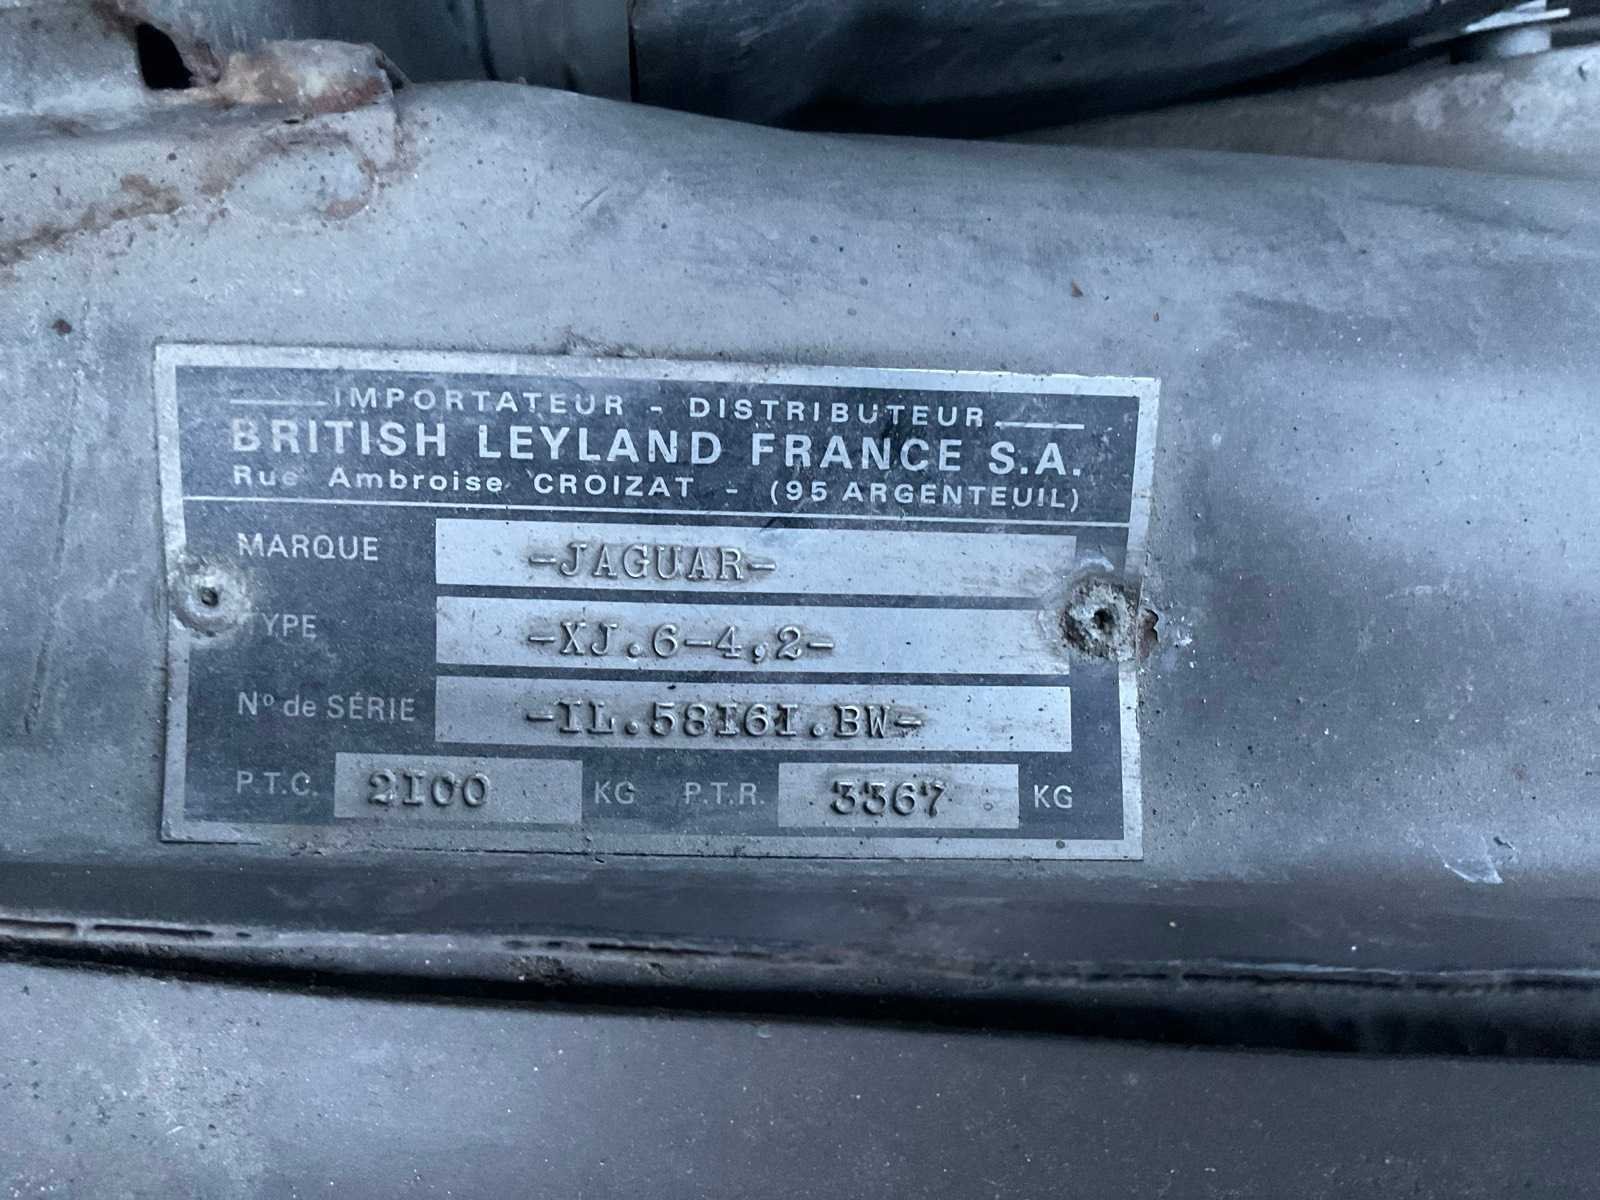 IMPORTATEUR - DISTRIBUTEUR
BRITISH LEYLAND FRANCE S.A.
Rue Ambroise CROIZAT - (95 ARGENTEUIL)
MARQUE -JAGUAR-
TYPE -XJ.6-4,2-
Nº de SÉRIE -IL.58I6I.BW-
P.T.C. 2I00 KG P.T.R. 3367 KG